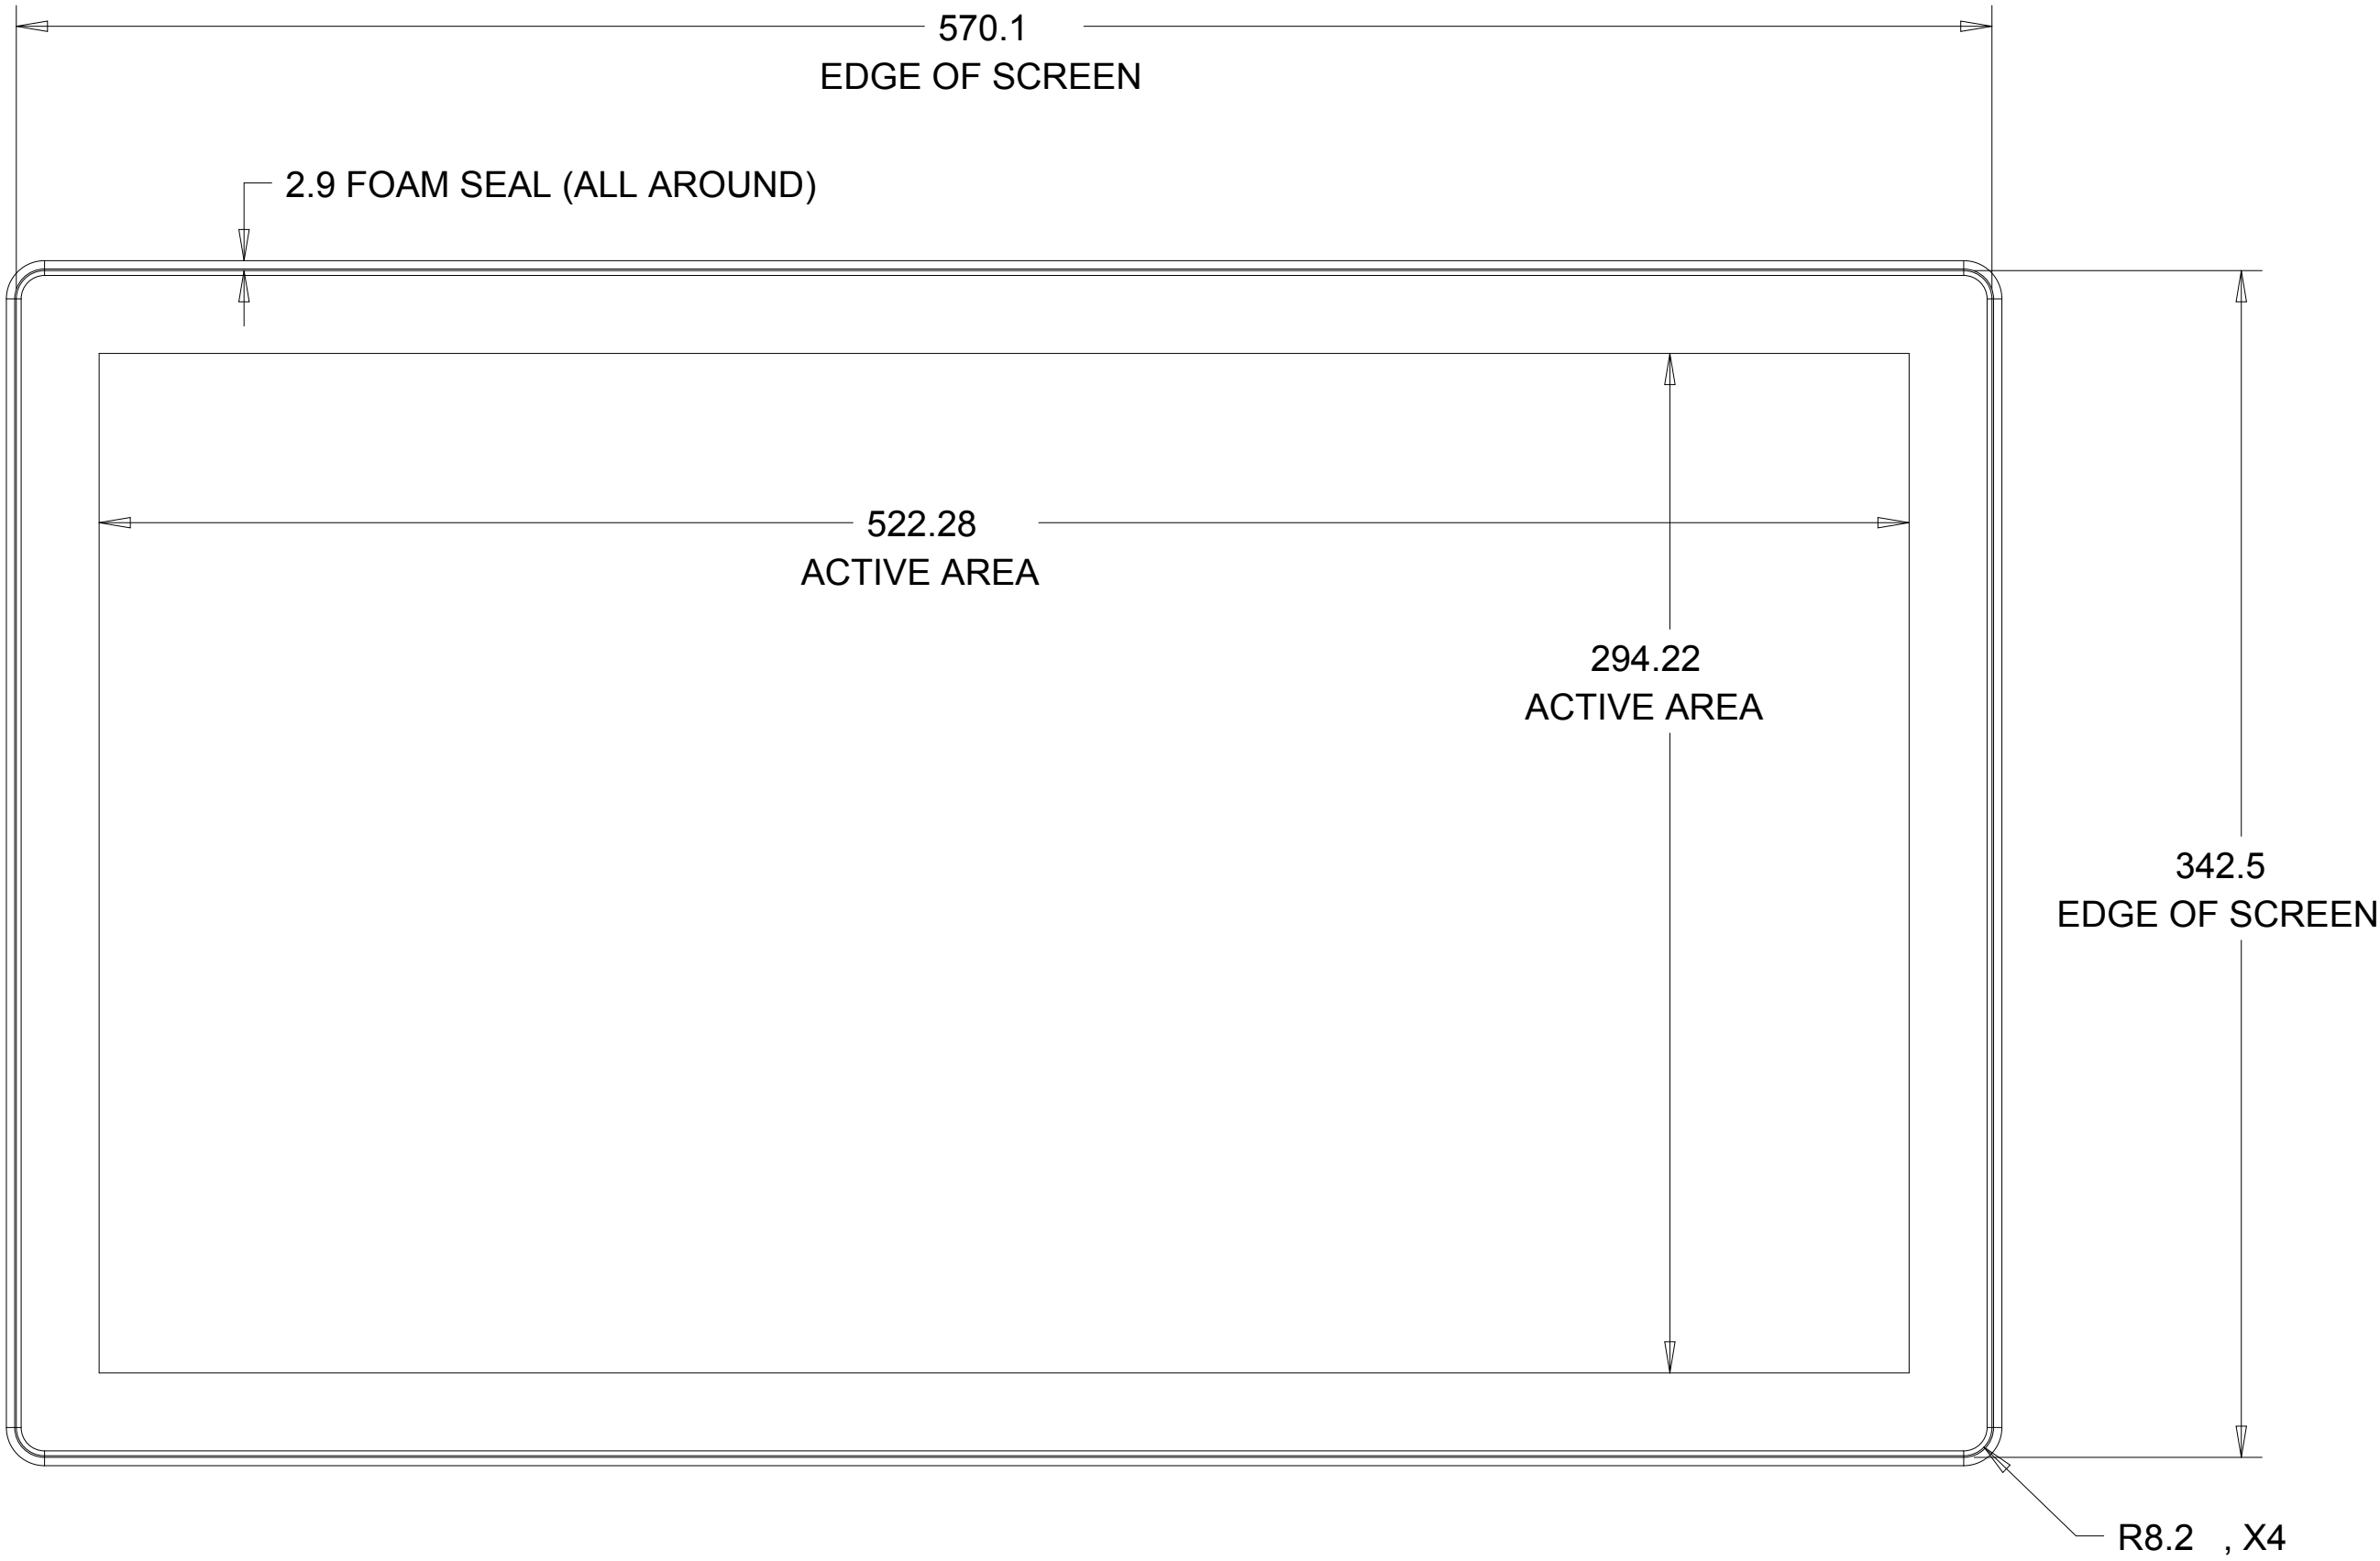 570.1
EDGE OF SCREEN
2.9 FOAM SEAL (ALL AROUND)
522.28
ACTIVE AREA
294.22
ACTIVE AREA
342.5
EDGE OF SCREEN
R8.2 , X4